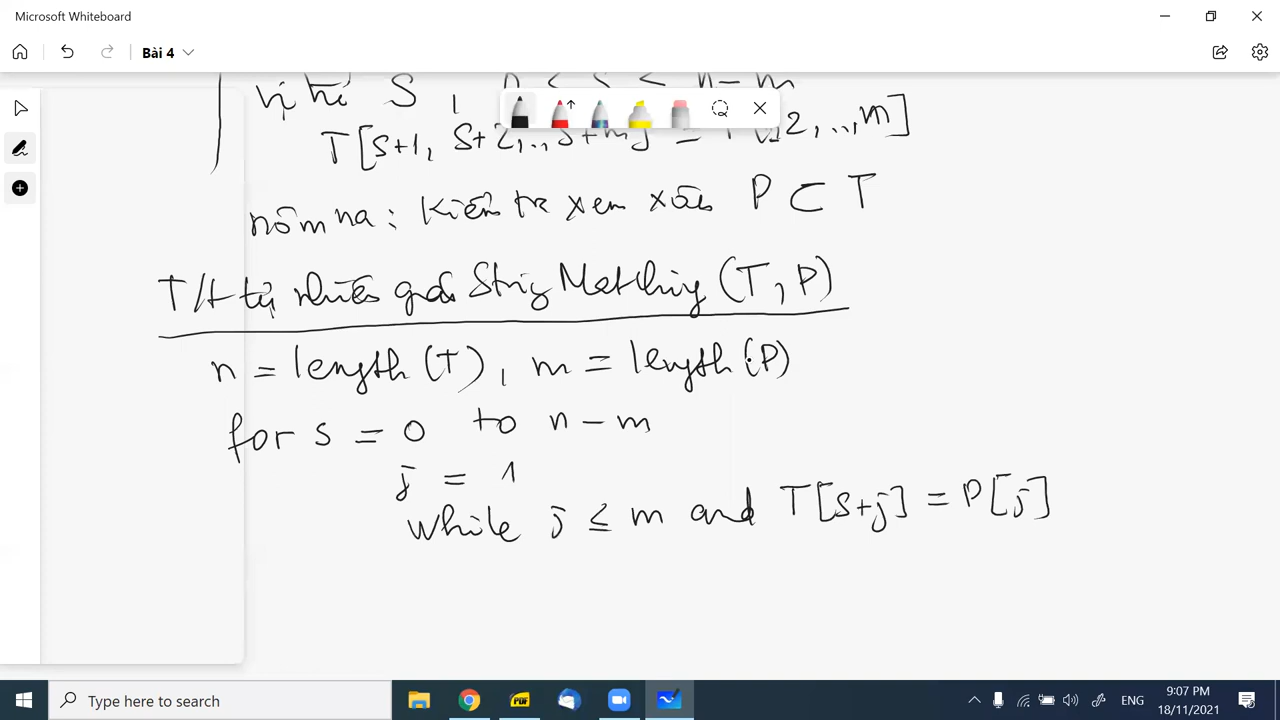 Microsoft Whiteboard
Bài 4
vị trí S,
T[S+1, S+2,.., S+m] = P[1,2,..,m]
nôm na: Kiểm tra xem xâu P ⊂ T
T/t tự nhiên giải String Matching (T, P)
n = length(T), m = length(P)
for s = 0 to n - m
j = 1
While j ≤ m and T[s+j] = P[j]
Type here to search
ENG
9:07 PM
18/11/2021